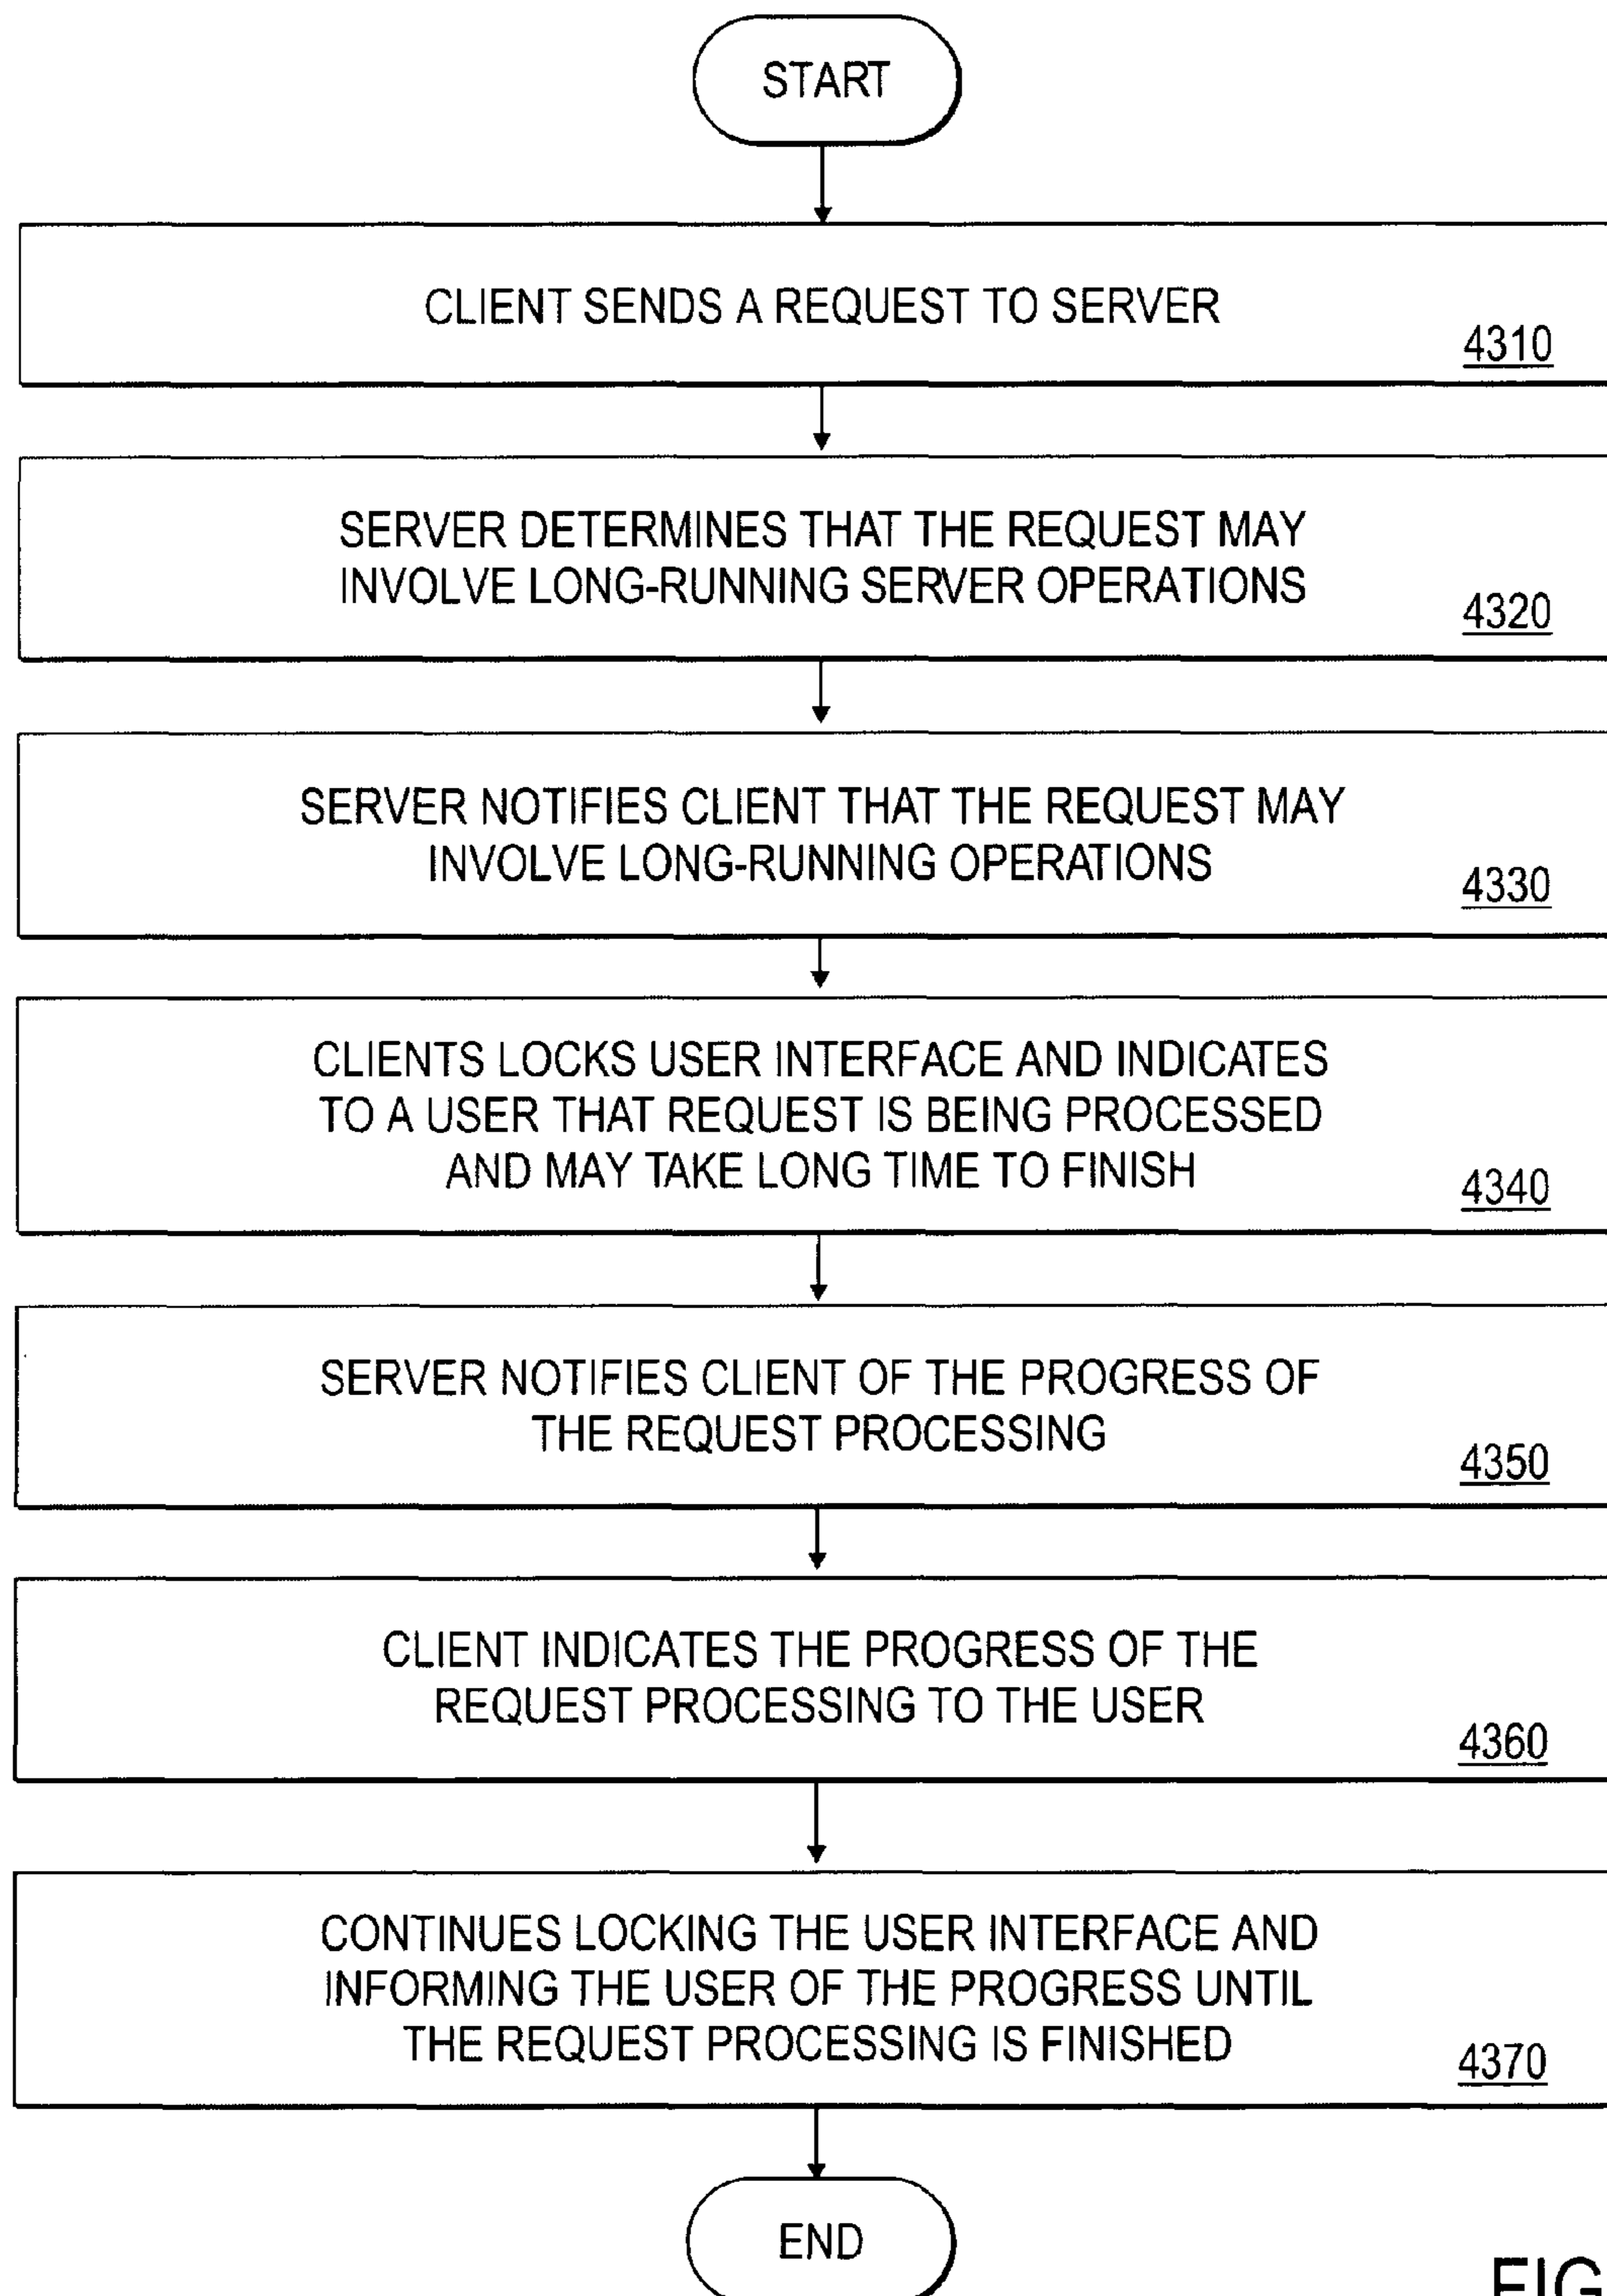 START
CLIENT SENDS A REQUEST TO SERVER
4310
SERVER DETERMINES THAT THE REQUEST MAY
INVOLVE LONG-RUNNING SERVER OPERATIONS
4320
SERVER NOTIFIES CLIENT THAT THE REQUEST MAY
INVOLVE LONG-RUNNING OPERATIONS
4330
CLIENTS LOCKS USER INTERFACE AND INDICATES
TO A USER THAT REQUEST IS BEING PROCESSED
AND MAY TAKE LONG TIME TO FINISH
4340
SERVER NOTIFIES CLIENT OF THE PROGRESS OF
THE REQUEST PROCESSING
4350
CLIENT INDICATES THE PROGRESS OF THE
REQUEST PROCESSING TO THE USER
4360
CONTINUES LOCKING THE USER INTERFACE AND
INFORMING THE USER OF THE PROGRESS UNTIL
THE REQUEST PROCESSING IS FINISHED
4370
END
FIG